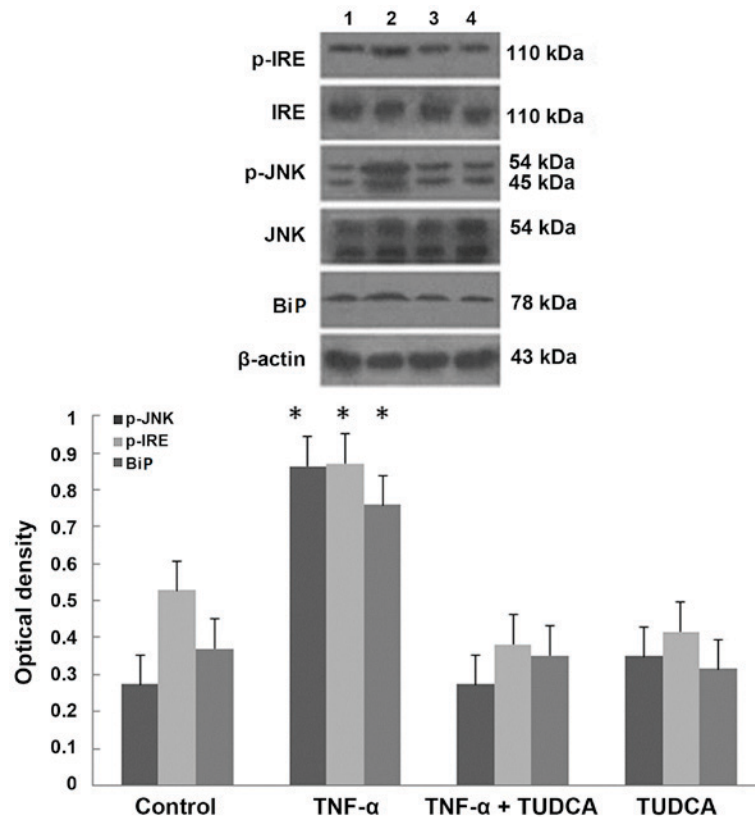 1 2 3 4
p-IRE 110 kDa
IRE 110 kDa
p-JNK 54 kDa
45 kDa
JNK 54 kDa
BiP 78 kDa
β-actin 43 kDa
* * *
p-JNK
p-IRE
BiP
Optical density
1
0.9
0.8
0.7
0.6
0.5
0.4
0.3
0.2
0.1
0
Control TNF-α TNF-α + TUDCA TUDCA